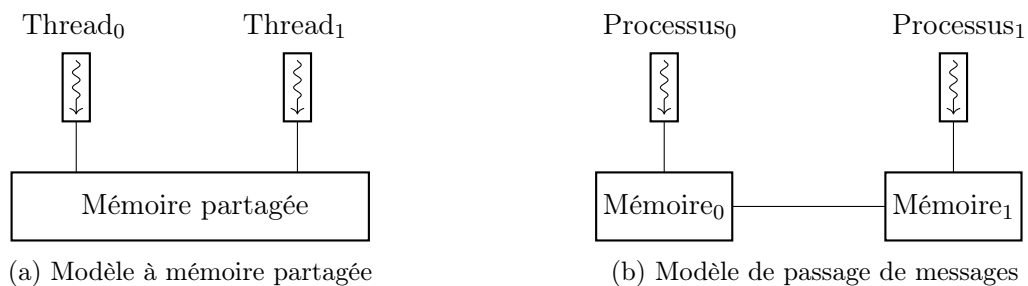 Thread₀
Thread₁
Mémoire partagée
(a) Modèle à mémoire partagée
Processus₀
Processus₁
Mémoire₀
Mémoire₁
(b) Modèle de passage de messages